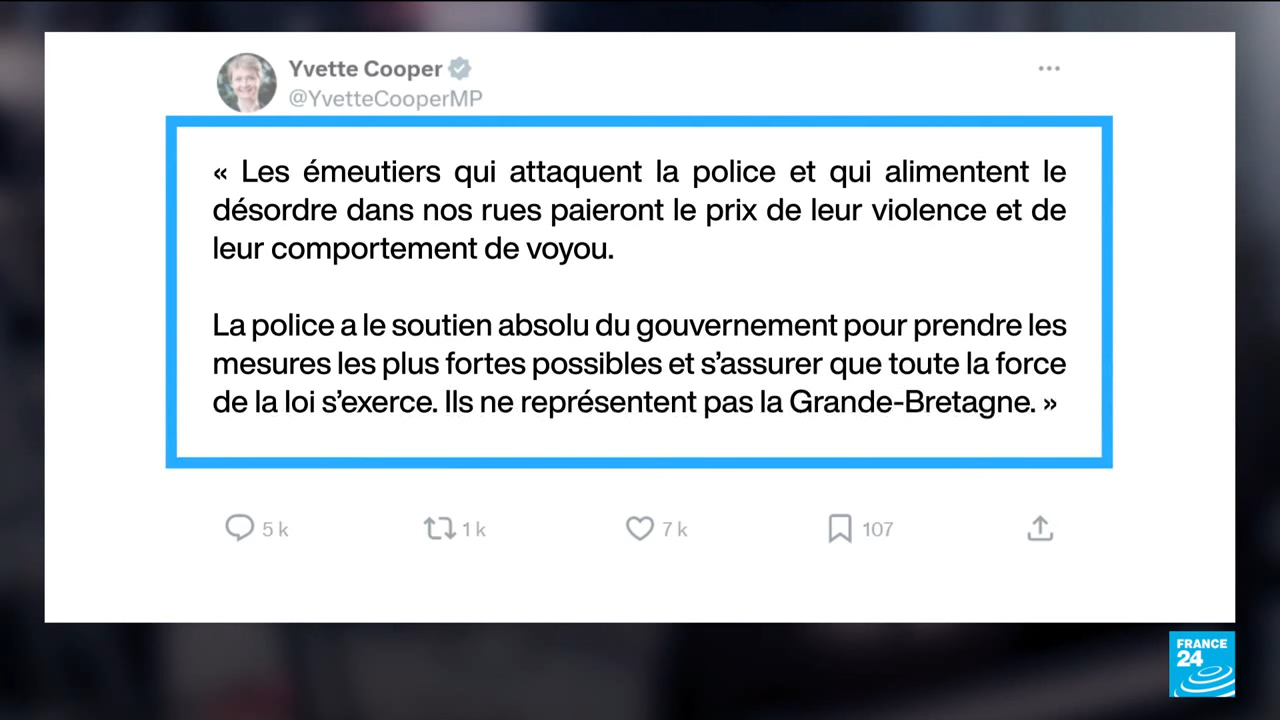 Yvette Cooper
@YvetteCooperMP
« Les émeutiers qui attaquent la police et qui alimentent le
désordre dans nos rues paieront le prix de leur violence et de
leur comportement de voyou.
La police a le soutien absolu du gouvernement pour prendre les
mesures les plus fortes possibles et s’assurer que toute la force
de la loi s’exerce. Ils ne représentent pas la Grande-Bretagne. »
5 k 1 k 7 k 107
FRANCE
24